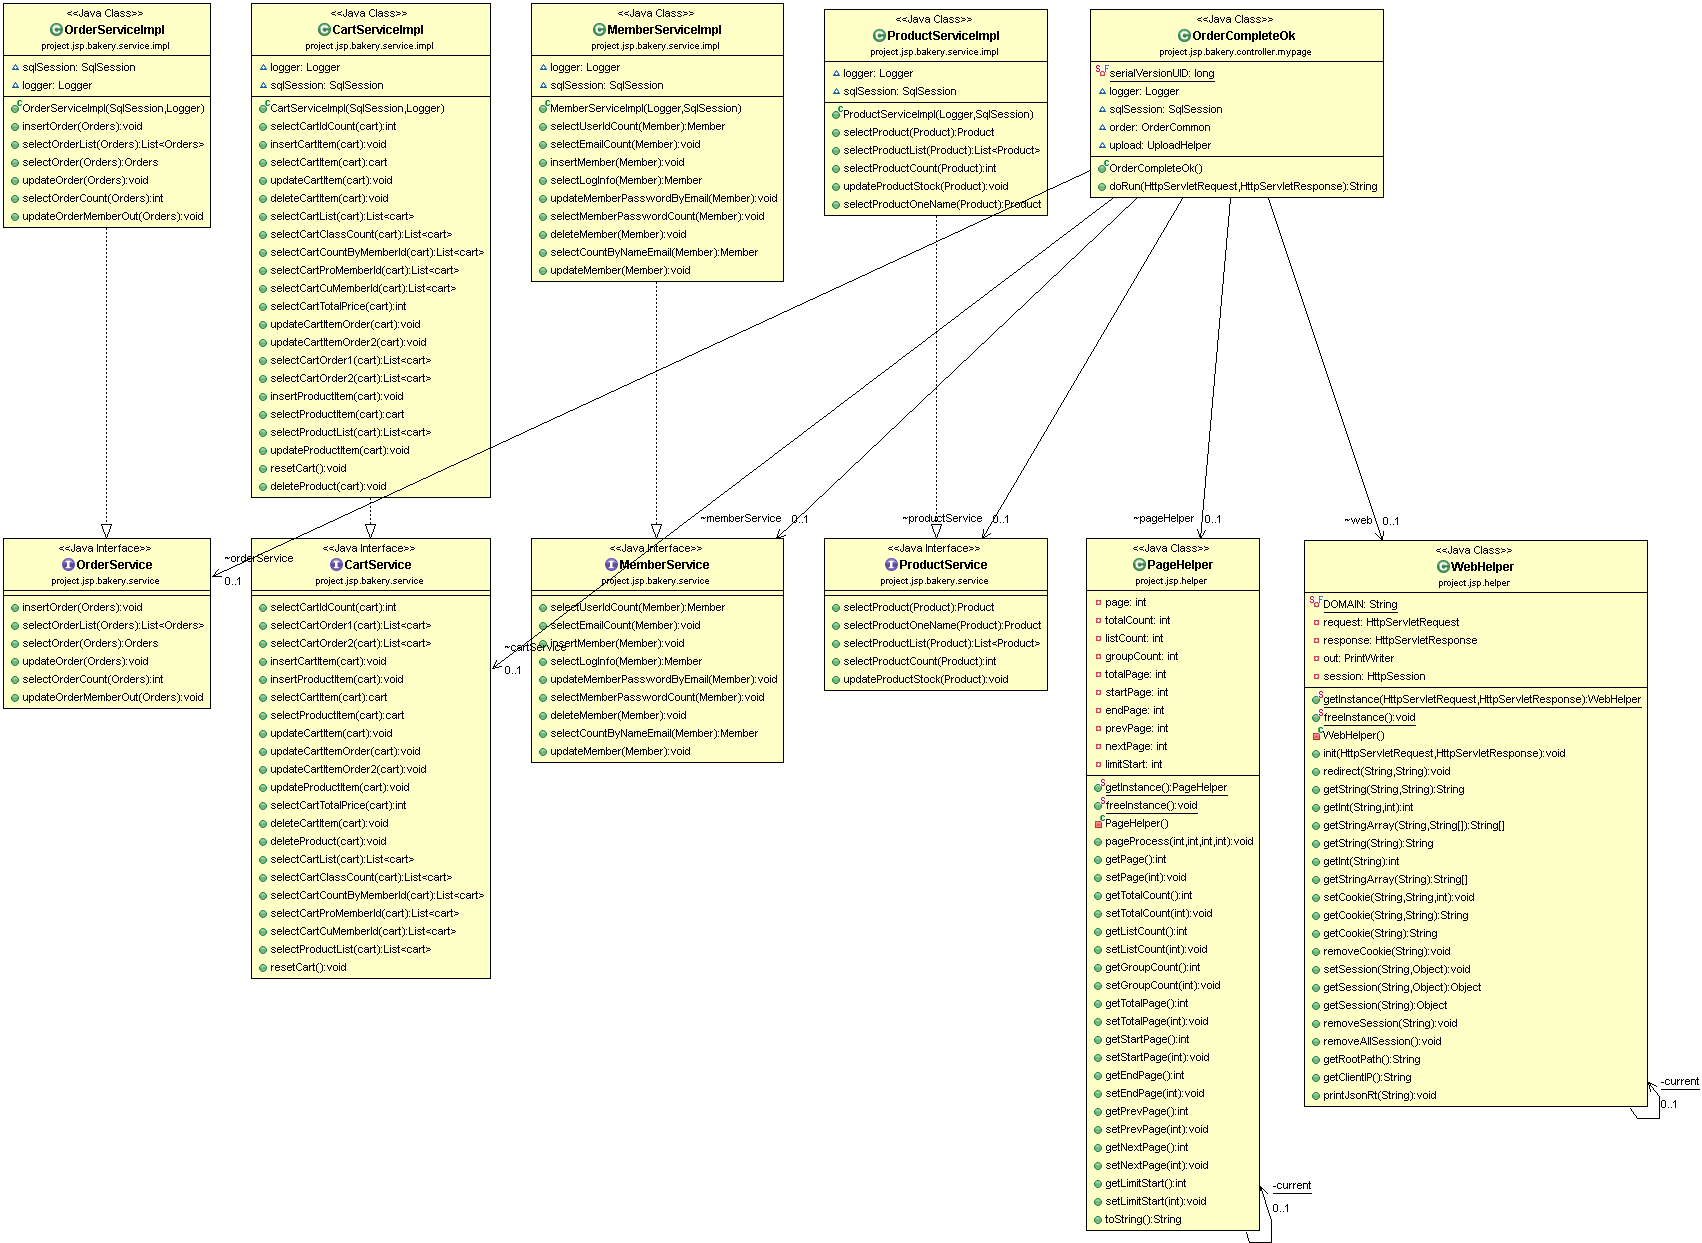 <<Java Class>>
OrderServiceImpl
project.jsp.bakery.service.impl
sqlSession: SqlSession
logger: Logger
OrderServiceImpl(SqlSession,Logger)
insertOrder(Orders):void
selectOrderList(Orders):List<Orders>
selectOrder(Orders):Orders
updateOrder(Orders):void
selectOrderCount(Orders):int
updateOrderMemberOut(Orders):void
<<Java Class>>
CartServiceImpl
project.jsp.bakery.service.impl
logger: Logger
sqlSession: SqlSession
CartServiceImpl(SqlSession,Logger)
selectCartIdCount(cart):int
insertCartItem(cart):void
selectCartItem(cart):cart
updateCartItem(cart):void
deleteCartItem(cart):void
selectCartList(cart):List<cart>
selectCartClassCount(cart):List<cart>
selectCartCountByMemberId(cart):List<cart>
selectCartProMemberId(cart):List<cart>
selectCartCuMemberId(cart):List<cart>
selectCartTotalPrice(cart):int
updateCartItemOrder(cart):void
updateCartItemOrder2(cart):void
selectCartOrder1(cart):List<cart>
selectCartOrder2(cart):List<cart>
insertProductItem(cart):void
selectProductItem(cart):cart
selectProductList(cart):List<cart>
updateProductItem(cart):void
resetCart():void
deleteProduct(cart):void
<<Java Class>>
MemberServiceImpl
project.jsp.bakery.service.impl
logger: Logger
sqlSession: SqlSession
MemberServiceImpl(Logger,SqlSession)
selectUserIdCount(Member):Member
selectEmailCount(Member):void
insertMember(Member):void
selectLogInfo(Member):Member
updateMemberPasswordByEmail(Member):void
selectMemberPasswordCount(Member):void
deleteMember(Member):void
selectCountByNameEmail(Member):Member
updateMember(Member):void
<<Java Class>>
ProductServiceImpl
project.jsp.bakery.service.impl
logger: Logger
sqlSession: SqlSession
ProductServiceImpl(Logger,SqlSession)
selectProduct(Product):Product
selectProductList(Product):List<Product>
selectProductCount(Product):int
updateProductStock(Product):void
selectProductOneName(Product):Product
<<Java Class>>
OrderCompleteOk
project.jsp.bakery.controller.mypage
serialVersionUID: long
logger: Logger
sqlSession: SqlSession
order: OrderCommon
upload: UploadHelper
OrderCompleteOk()
doRun(HttpServletRequest,HttpServletResponse):String
~orderService
0..1
~cartService
0..1
~memberService
0..1
~productService
0..1
~pageHelper
0..1
~web
0..1
<<Java Interface>>
OrderService
project.jsp.bakery.service
insertOrder(Orders):void
selectOrderList(Orders):List<Orders>
selectOrder(Orders):Orders
updateOrder(Orders):void
selectOrderCount(Orders):int
updateOrderMemberOut(Orders):void
<<Java Interface>>
CartService
project.jsp.bakery.service
selectCartIdCount(cart):int
selectCartOrder1(cart):List<cart>
selectCartOrder2(cart):List<cart>
insertCartItem(cart):void
insertProductItem(cart):void
selectCartItem(cart):cart
selectProductItem(cart):cart
updateCartItem(cart):void
updateCartItemOrder(cart):void
updateCartItemOrder2(cart):void
updateProductItem(cart):void
selectCartTotalPrice(cart):int
deleteCartItem(cart):void
deleteProduct(cart):void
selectCartList(cart):List<cart>
selectCartClassCount(cart):List<cart>
selectCartCountByMemberId(cart):List<cart>
selectCartProMemberId(cart):List<cart>
selectCartCuMemberId(cart):List<cart>
selectProductList(cart):List<cart>
resetCart():void
<<Java Interface>>
MemberService
project.jsp.bakery.service
selectUserIdCount(Member):Member
selectEmailCount(Member):void
insertMember(Member):void
selectLogInfo(Member):Member
updateMemberPasswordByEmail(Member):void
selectMemberPasswordCount(Member):void
deleteMember(Member):void
selectCountByNameEmail(Member):Member
updateMember(Member):void
<<Java Interface>>
ProductService
project.jsp.bakery.service
selectProduct(Product):Product
selectProductOneName(Product):Product
selectProductList(Product):List<Product>
selectProductCount(Product):int
updateProductStock(Product):void
<<Java Class>>
PageHelper
project.jsp.helper
page: int
totalCount: int
listCount: int
groupCount: int
totalPage: int
startPage: int
endPage: int
prevPage: int
nextPage: int
limitStart: int
getInstance():PageHelper
freeInstance():void
PageHelper()
pageProcess(int,int,int,int):void
getPage():int
setPage(int):void
getTotalCount():int
setTotalCount(int):void
getListCount():int
setListCount(int):void
getGroupCount():int
setGroupCount(int):void
getTotalPage():int
setTotalPage(int):void
getStartPage():int
setStartPage(int):void
getEndPage():int
setEndPage(int):void
getPrevPage():int
setPrevPage(int):void
getNextPage():int
setNextPage(int):void
getLimitStart():int
setLimitStart(int):void
toString():String
-current
0..1
<<Java Class>>
WebHelper
project.jsp.helper
DOMAIN: String
request: HttpServletRequest
response: HttpServletResponse
out: PrintWriter
session: HttpSession
getInstance(HttpServletRequest,HttpServletResponse):WebHelper
freeInstance():void
WebHelper()
init(HttpServletRequest,HttpServletResponse):void
redirect(String,String):void
getString(String,String):String
getInt(String,int):int
getStringArray(String,String[]):String[]
getString(String):String
getInt(String):int
getStringArray(String):String[]
setCookie(String,String,int):void
getCookie(String,String):String
getCookie(String):String
removeCookie(String):void
setSession(String,Object):void
getSession(String,Object):Object
getSession(String):Object
removeSession(String):void
removeAllSession():void
getRootPath():String
getClientIP():String
printJsonRt(String):void
-current
0..1